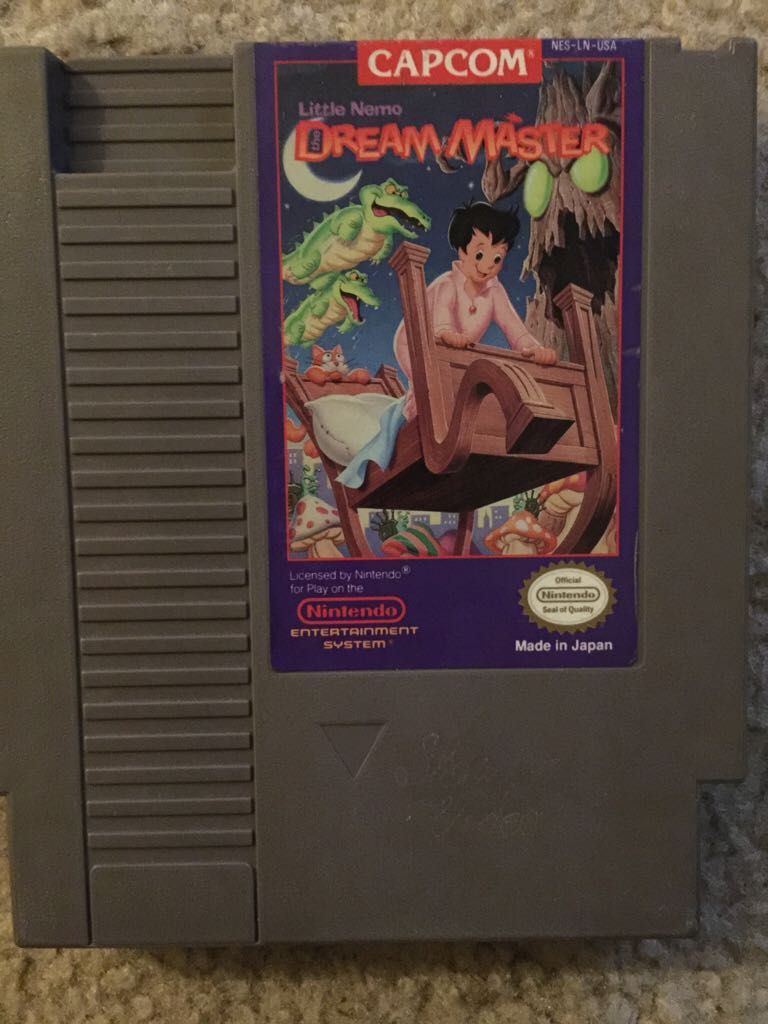 CAPCOM®
NES-LN-USA
Little Nemo
the DREAM MASTER
Licensed by Nintendo®
for Play on the
Nintendo
ENTERTAINMENT
SYSTEM®
Official
Nintendo
Seal of Quality
Made in Japan